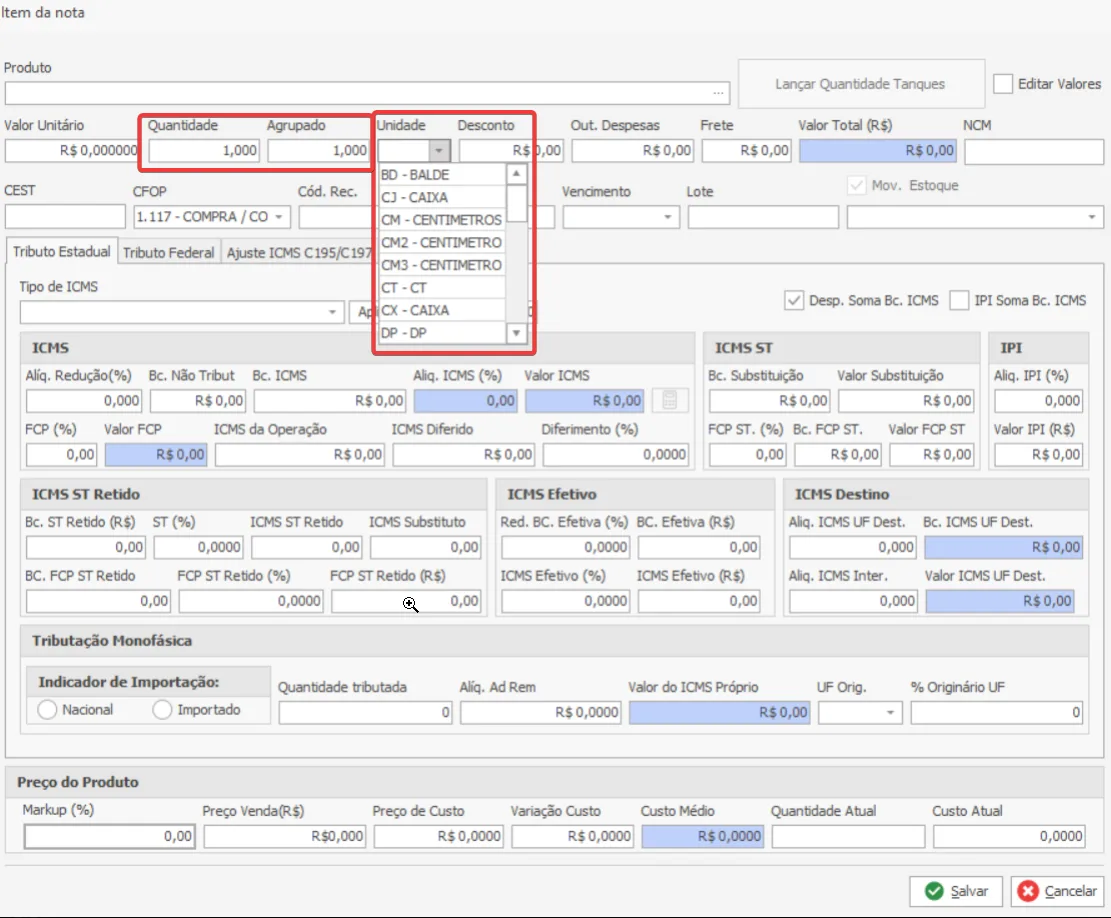 Item da nota
Produto
...
Lançar Quantidade Tanques
Editar Valores
Valor Unitário Quantidade Agrupado Unidade Desconto Out. Despesas Frete Valor Total (R$) NCM
R$ 0,000000 1,000 1,000 R$ 0,00 R$ 0,00 R$ 0,00 R$ 0,00
BD - BALDE
CJ - CAIXA
CM - CENTIMETROS
CM2 - CENTIMETRO
CM3 - CENTIMETRO
CT - CT
CX - CAIXA
DP - DP
CEST CFOP Cód. Rec. Vencimento Lote Mov. Estoque
1.117 - COMPRA / CO
Tributo Estadual Tributo Federal Ajuste ICMS C195/C197
Tipo de ICMS
Desp. Soma Bc. ICMS IPI Soma Bc. ICMS
ICMS
Alíq. Redução(%) Bc. Não Tribut Bc. ICMS Aliq. ICMS (%) Valor ICMS
0,000 R$ 0,00 R$ 0,00 0,00 R$ 0,00
FCP (%) Valor FCP ICMS da Operação ICMS Diferido Diferimento (%)
0,00 R$ 0,00 R$ 0,00 R$ 0,00 0,0000
ICMS ST
Bc. Substituição Valor Substituição
R$ 0,00 R$ 0,00
FCP ST. (%) Bc. FCP ST. Valor FCP ST
0,00 R$ 0,00 R$ 0,00
IPI
Aliq. IPI (%)
0,000
Valor IPI (R$)
R$ 0,00
ICMS ST Retido
Bc. ST Retido (R$) ST (%) ICMS ST Retido ICMS Substituto
0,00 0,0000 0,00 0,00
BC. FCP ST Retido FCP ST Retido (%) FCP ST Retido (R$)
0,00 0,0000 0,00
ICMS Efetivo
Red. BC. Efetiva (%) BC. Efetiva (R$)
0,0000 0,00
ICMS Efetivo (%) ICMS Efetivo (R$)
0,0000 0,00
ICMS Destino
Aliq. ICMS UF Dest. Bc. ICMS UF Dest.
0,000 R$ 0,00
Aliq. ICMS Inter. Valor ICMS UF Dest.
0,000 R$ 0,00
Tributação Monofásica
Indicador de Importação:
Nacional Importado
Quantidade tributada Alíq. Ad Rem Valor do ICMS Próprio UF Orig. % Originário UF
0 R$ 0,0000 R$ 0,00 0
Preço do Produto
Markup (%) Preço Venda(R$) Preço de Custo Variação Custo Custo Médio Quantidade Atual Custo Atual
0,00 R$0,000 R$ 0,0000 R$ 0,0000 R$ 0,0000 0,0000
Salvar Cancelar